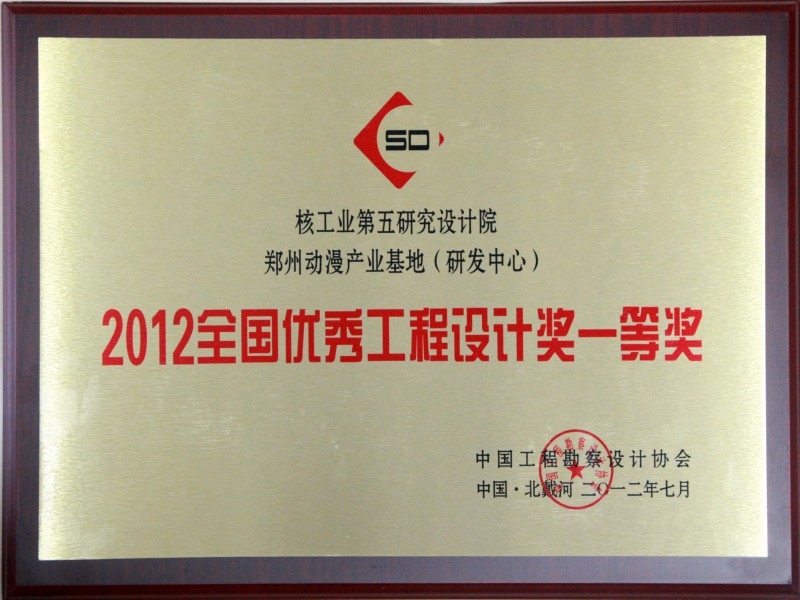 SD
核工业第五研究设计院
郑州动漫产业基地（研发中心）
2012全国优秀工程设计奖一等奖
中国工程勘察设计协会
中国·北戴河 二〇一二年七月